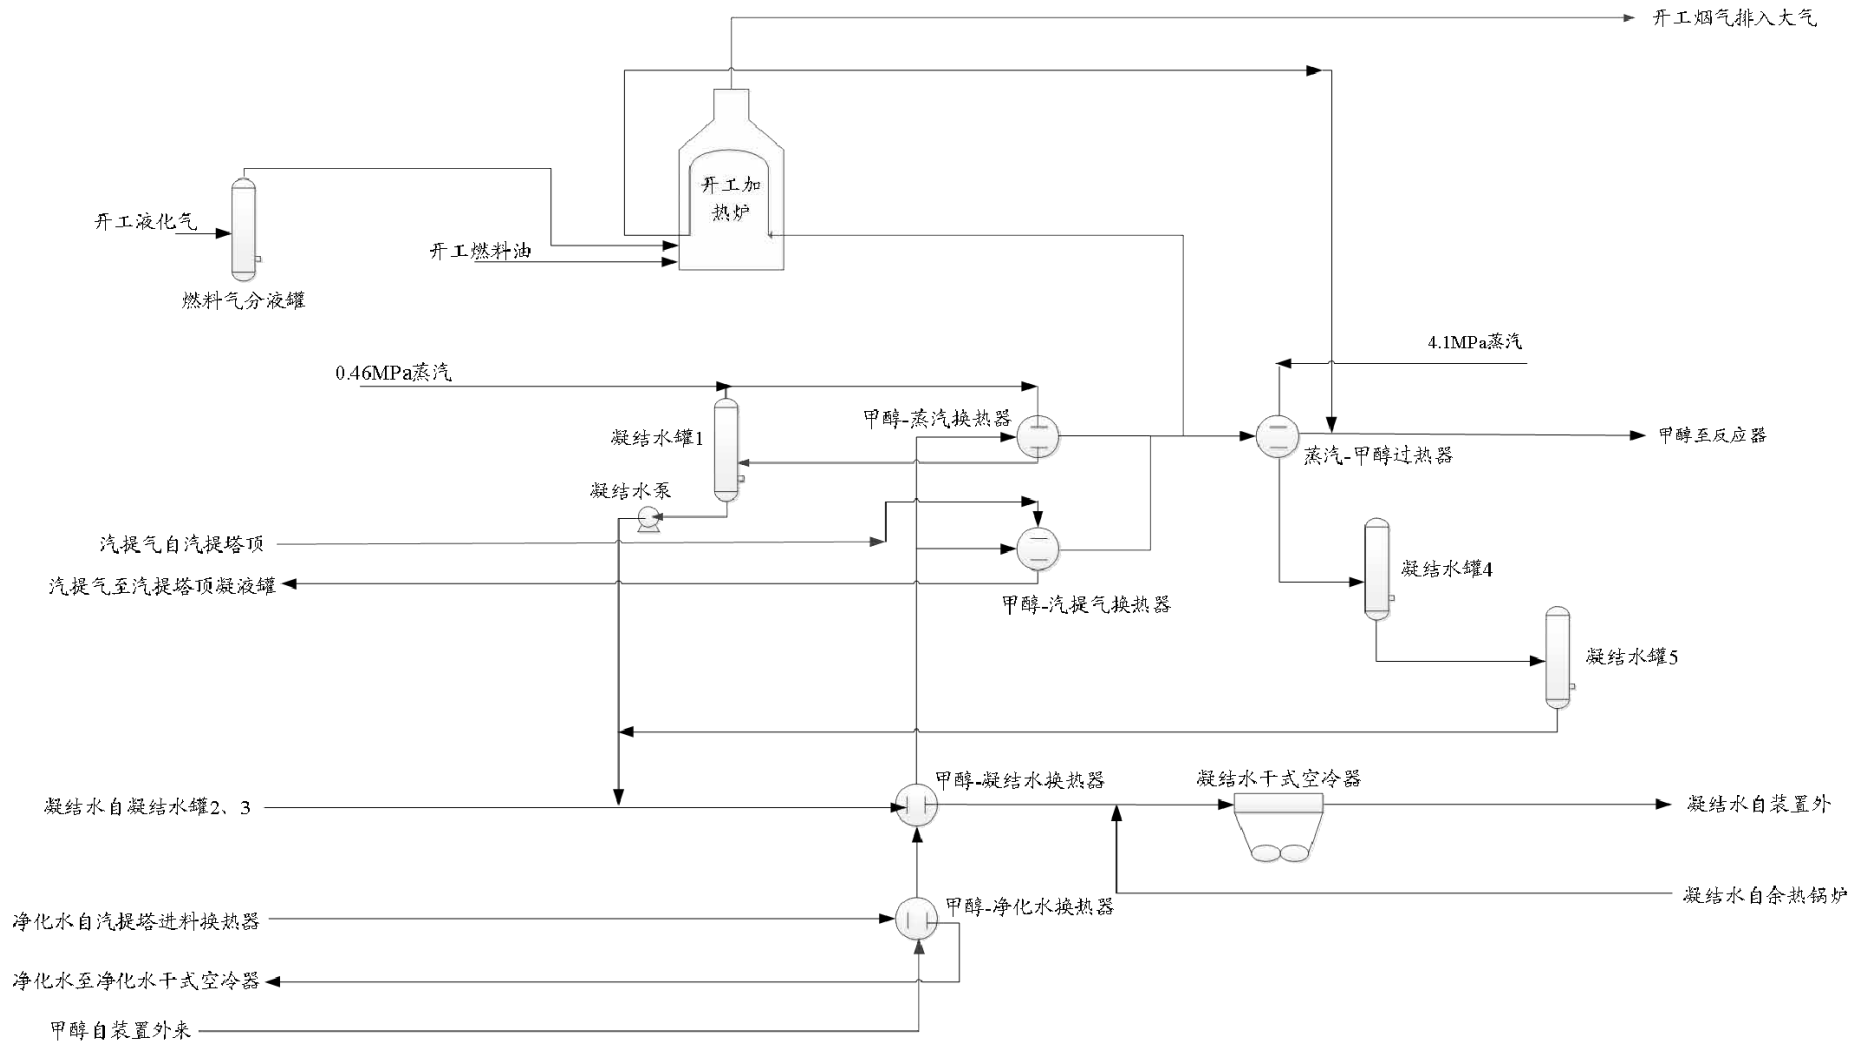 开工烟气排入大气
开工加
热炉
开工液化气
开工燃料油
燃料气分液罐
4.1MPa蒸汽
0.46MPa蒸汽
甲醇-蒸汽换热器
凝结水罐1
甲醇至反应器
蒸汽-甲醇过热器
凝结水泵
汽提气自汽提塔顶
凝结水罐4
汽提气至汽提塔顶凝液罐
甲醇-汽提气换热器
凝结水罐5
甲醇-凝结水换热器
凝结水干式空冷器
凝结水自凝结水罐2、3
凝结水自装置外
凝结水自余热锅炉
甲醇-净化水换热器
净化水自汽提塔进料换热器
净化水至净化水干式空冷器
甲醇自装置外来